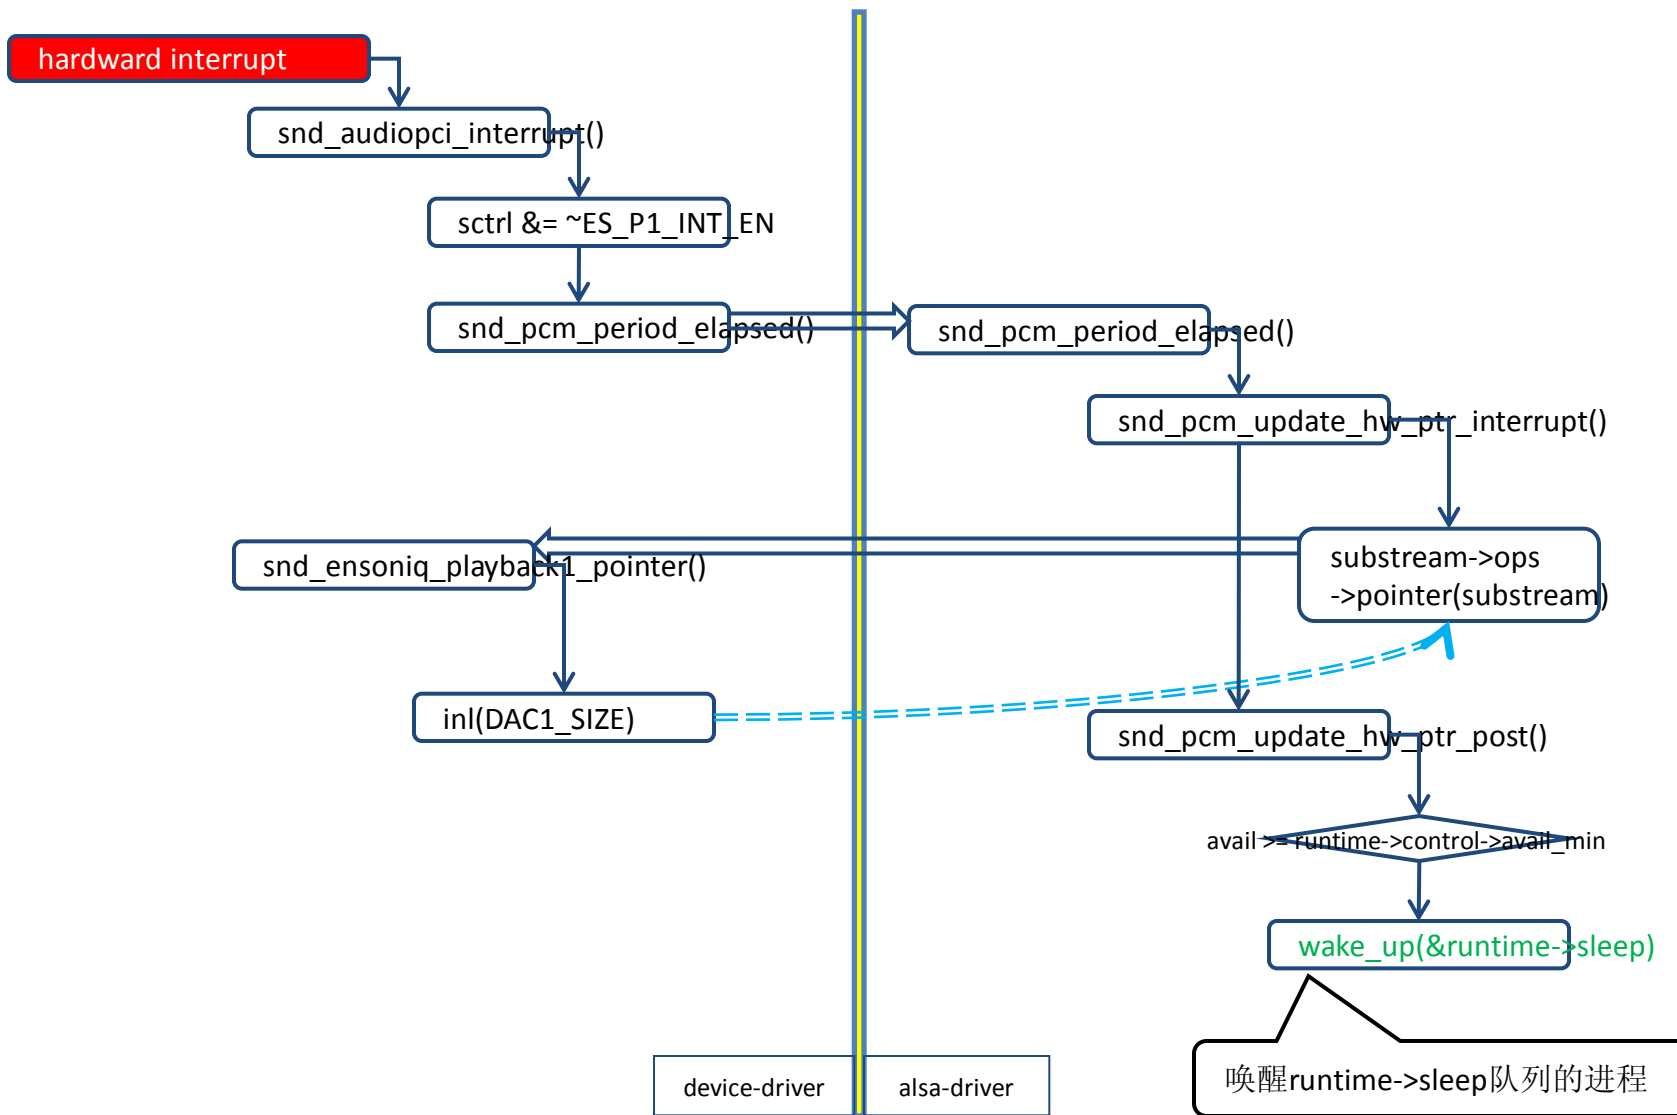 hardward interrupt
snd_audiopci_interrupt()
sctrl &= ~ES_P1_INT_EN
snd_pcm_period_elapsed()
snd_pcm_period_elapsed()
snd_pcm_update_hw_ptr_interrupt()
substream->ops
->pointer(substream)
snd_ensoniq_playback1_pointer()
inl(DAC1_SIZE)
snd_pcm_update_hw_ptr_post()
avail >= runtime->control->avail_min
wake_up(&runtime->sleep)
唤醒runtime->sleep队列的进程
device-driver
alsa-driver